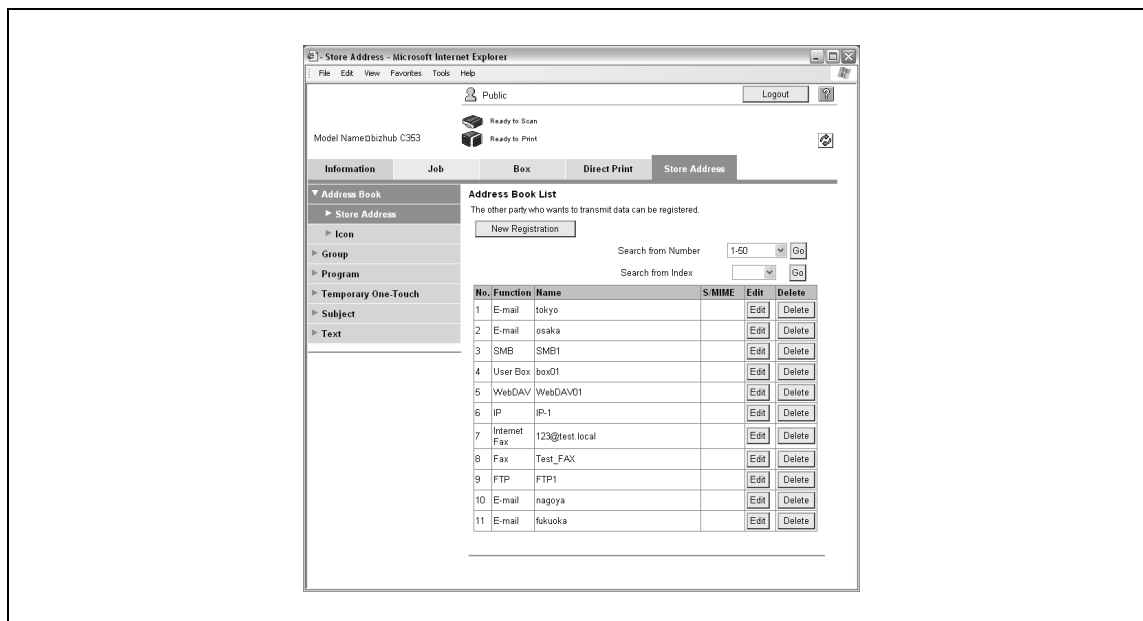 - Store Address - Microsoft Internet Explorer
File Edit View Favorites Tools Help
Public Logout ?
Ready to Scan
Model Name□bizhub C353 Ready to Print
Information Job Box Direct Print Store Address
▼ Address Book
► Store Address
► Icon
► Group
► Program
► Temporary One-Touch
► Subject
► Text
Address Book List
The other party who wants to transmit data can be registered.
New Registration
Search from Number 1-50 Go
Search from Index Go
No. Function Name S/MIME Edit Delete
1 E-mail tokyo Edit Delete
2 E-mail osaka Edit Delete
3 SMB SMB1 Edit Delete
4 User Box box01 Edit Delete
5 WebDAV WebDAV01 Edit Delete
6 IP IP-1 Edit Delete
7 Internet Fax 123@test.local Edit Delete
8 Fax Test_FAX Edit Delete
9 FTP FTP1 Edit Delete
10 E-mail nagoya Edit Delete
11 E-mail fukuoka Edit Delete